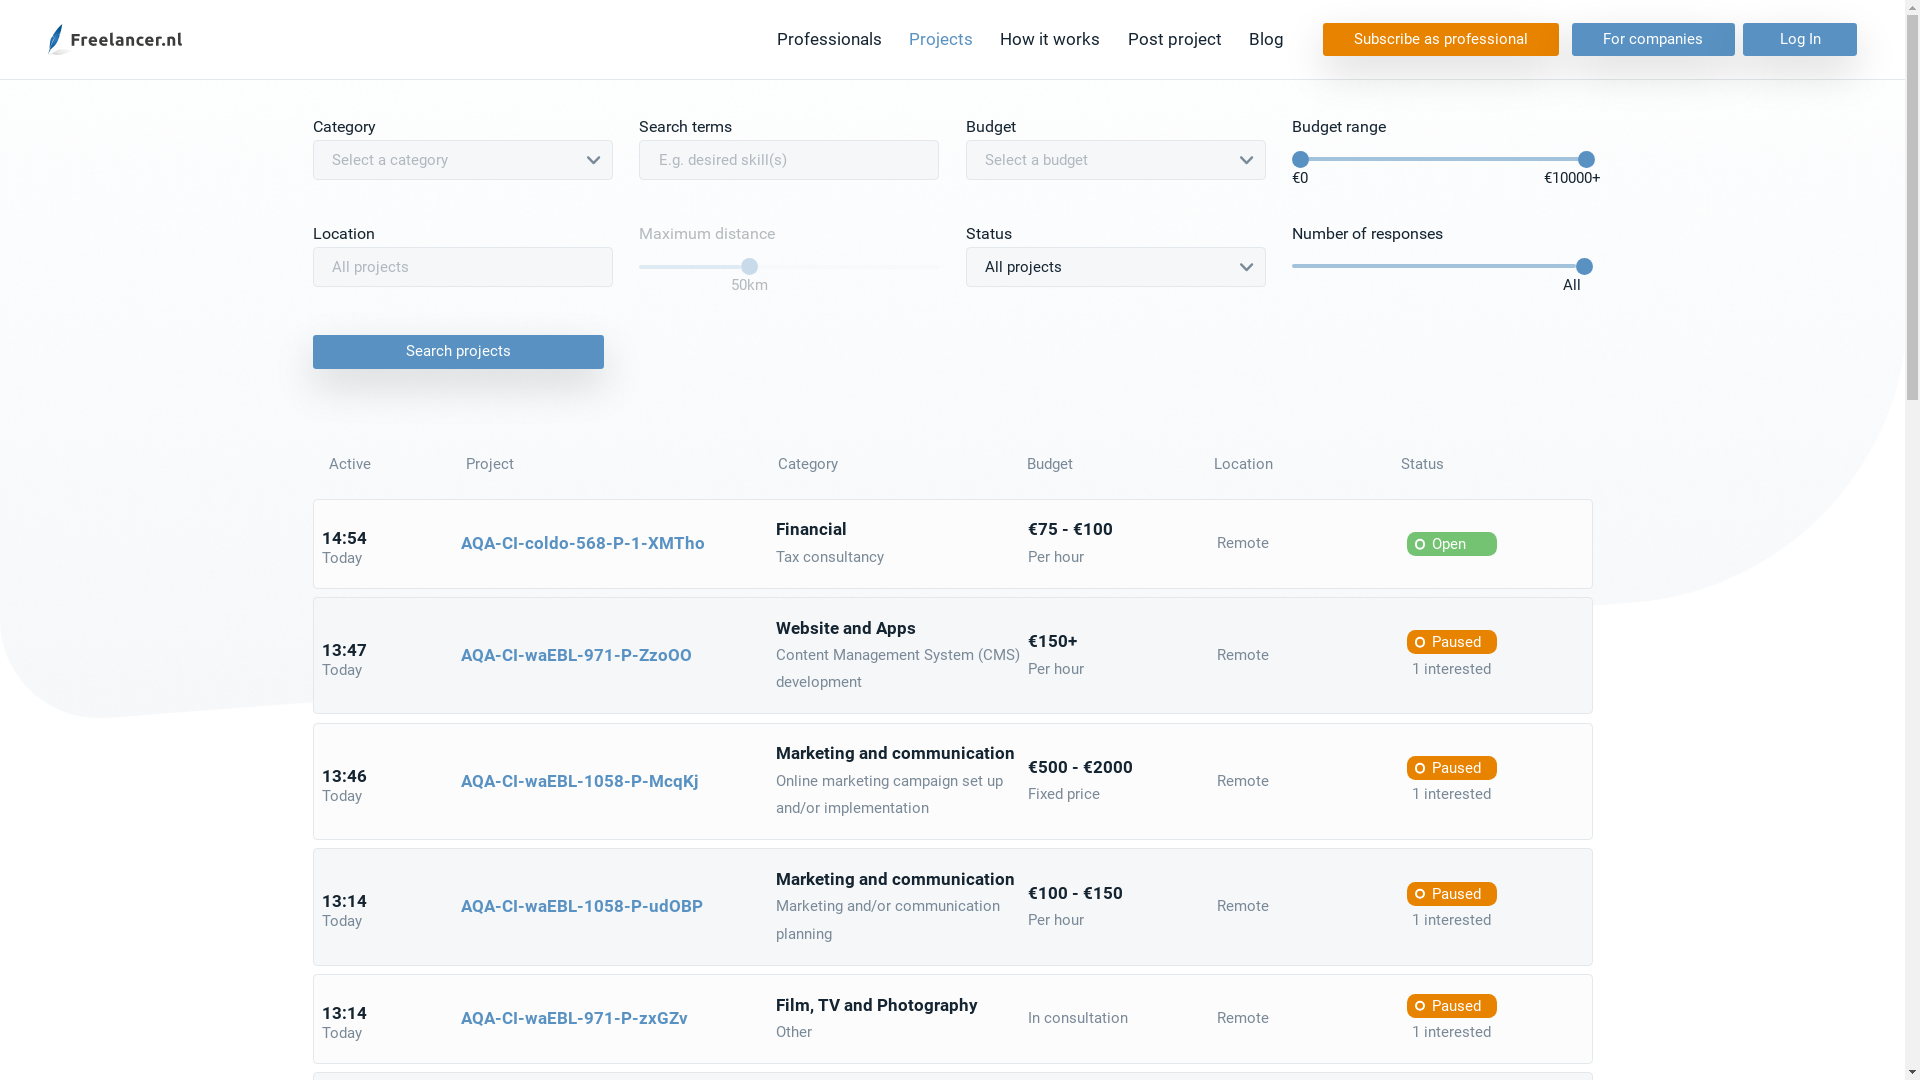 Freelancer.nl
Professionals
Projects
How it works
Post project
Blog
Subscribe as professional
For companies
Log In
Category
Search terms
Budget
Budget range
Select a category
E.g. desired skill(s)
Select a budget
€0
€10000+
Location
Maximum distance
Status
Number of responses
All projects
50km
All projects
All
Search projects
Active
Project
Category
Budget
Location
Status
14:54
Today
AQA-CI-coldo-568-P-1-XMTho
Financial
Tax consultancy
€75 - €100
Per hour
Remote
Open
13:47
Today
AQA-CI-waEBL-971-P-ZzoOO
Website and Apps
Content Management System (CMS)
development
€150+
Per hour
Remote
Paused
1 interested
13:46
Today
AQA-CI-waEBL-1058-P-McqKj
Marketing and communication
Online marketing campaign set up
and/or implementation
€500 - €2000
Fixed price
Remote
Paused
1 interested
13:14
Today
AQA-CI-waEBL-1058-P-udOBP
Marketing and communication
Marketing and/or communication
planning
€100 - €150
Per hour
Remote
Paused
1 interested
13:14
Today
AQA-CI-waEBL-971-P-zxGZv
Film, TV and Photography
Other
In consultation
Remote
Paused
1 interested